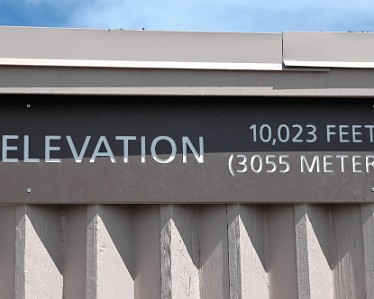 ELEVATION 10,023 FEET
(3055 METER